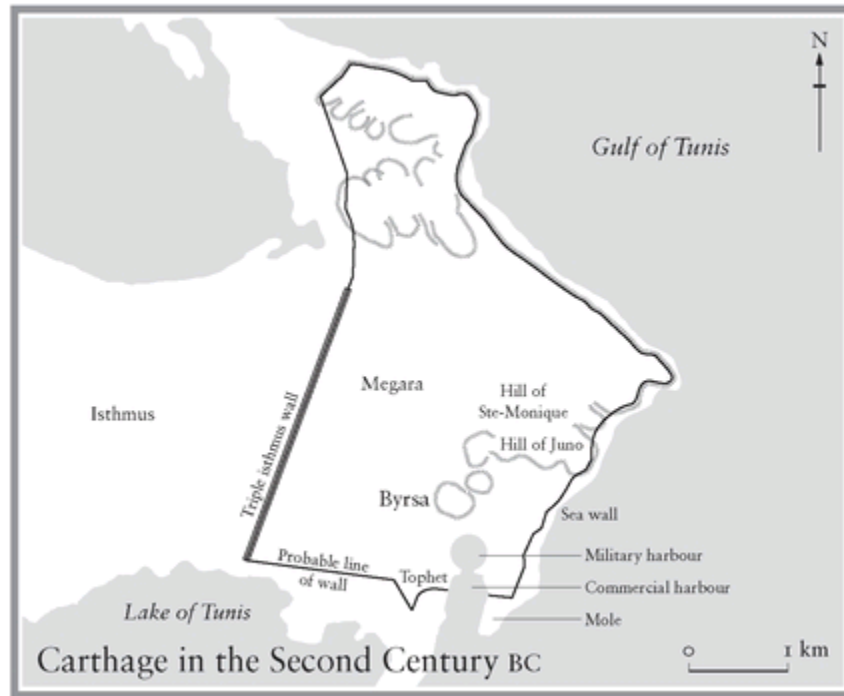 N
Gulf of Tunis
Megara
Hill of
Ste-Monique
Isthmus
Hill of Juno
Triple isthmus wall
Byrsa
Sea wall
Military harbour
Probable line
of wall
Tophet
Commercial harbour
Lake of Tunis
Mole
Carthage in the Second Century BC
0 1 km